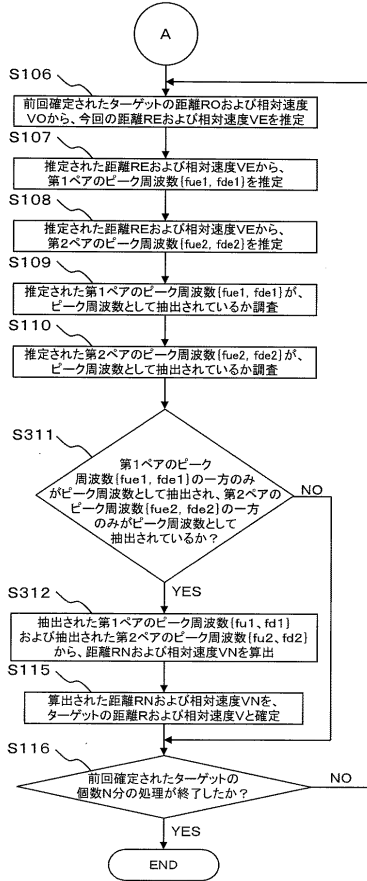 A
S106
前回確定されたターゲットの距離ROおよび相対速度
VOから、今回の距離REおよび相対速度VEを推定
S107
推定された距離REおよび相対速度VEから、
第1ペアのピーク周波数{fue1, fde1}を推定
S108
推定された距離REおよび相対速度VEから、
第2ペアのピーク周波数{fue2, fde2}を推定
S109
推定された第1ペアのピーク周波数{fue1, fde1}が、
ピーク周波数として抽出されているか調査
S110
推定された第2ペアのピーク周波数{fue2, fde2}が、
ピーク周波数として抽出されているか調査
S311
第1ペアのピーク
周波数{fue1, fde1}の一方のみ
がピーク周波数として抽出され、第2ペアの
ピーク周波数{fue2, fde2}の一方
のみがピーク周波数として
抽出されているか？
NO
YES
S312
抽出された第1ペアのピーク周波数{fu1、fd1}
および抽出された第2ペアのピーク周波数{fu2、fd2}
から、距離RNおよび相対速度VNを算出
S115
算出された距離RNおよび相対速度VNを、
ターゲットの距離Rおよび相対速度Vと確定
S116
前回確定されたターゲットの
個数N分の処理が終了したか？
NO
YES
END